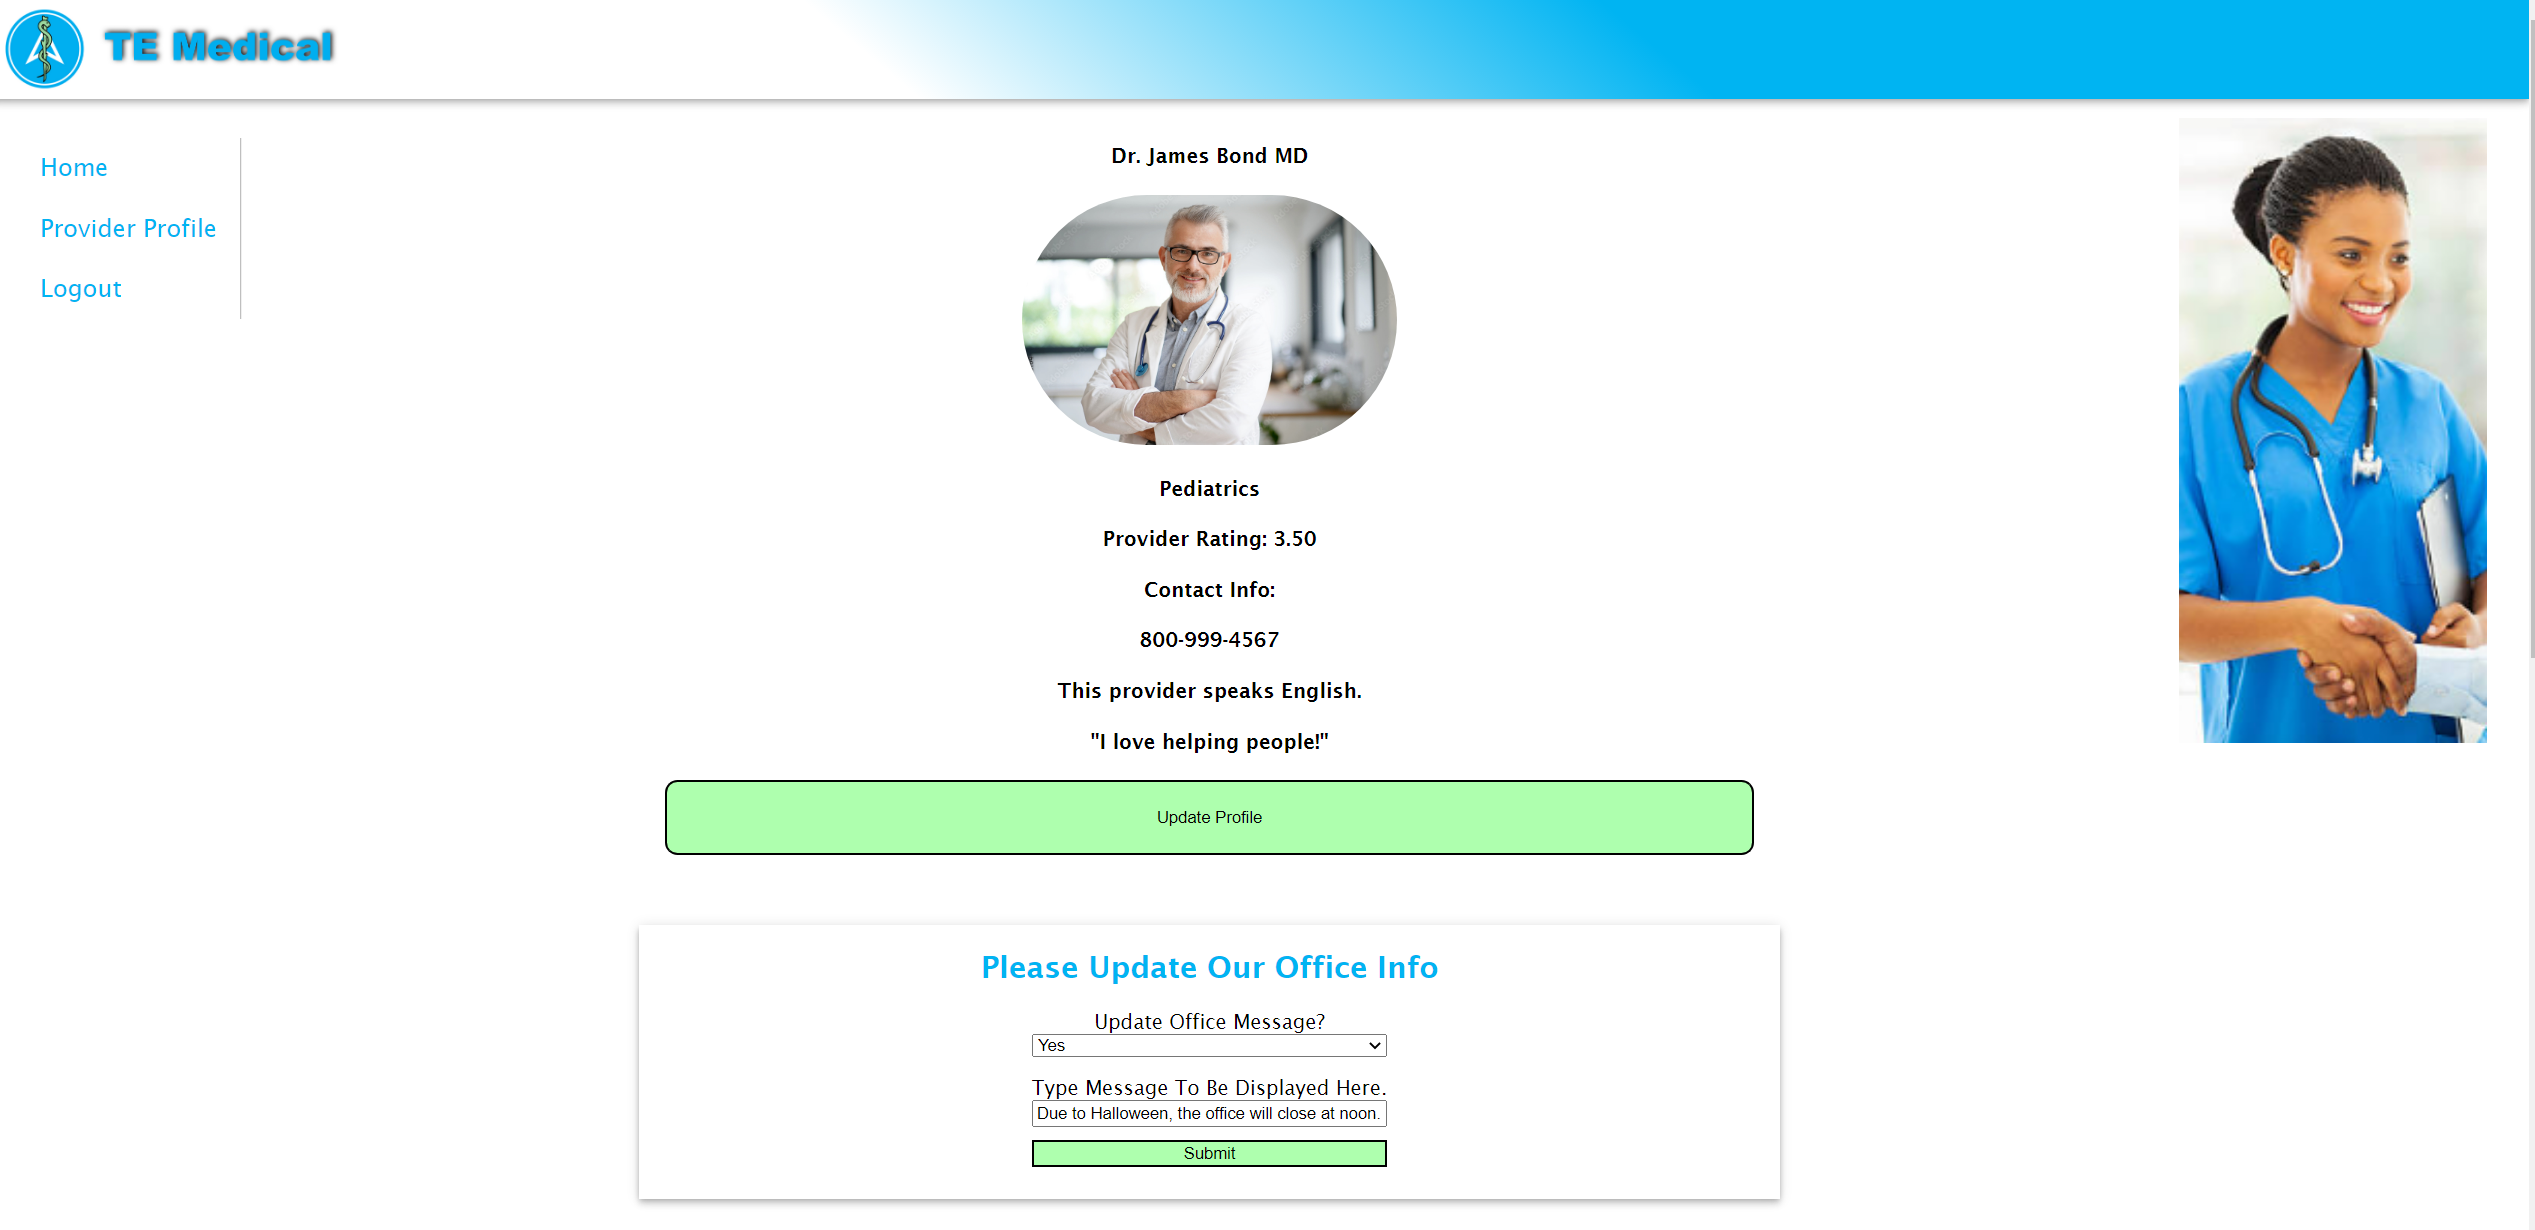 TE Medical
Home
Provider Profile
Logout
Dr. James Bond MD
Pediatrics
Provider Rating: 3.50
Contact Info:
800-999-4567
This provider speaks English.
"I love helping people!"
Update Profile
Please Update Our Office Info
Update Office Message?
Yes
Type Message To Be Displayed Here.
Due to Halloween, the office will close at noon.
Submit